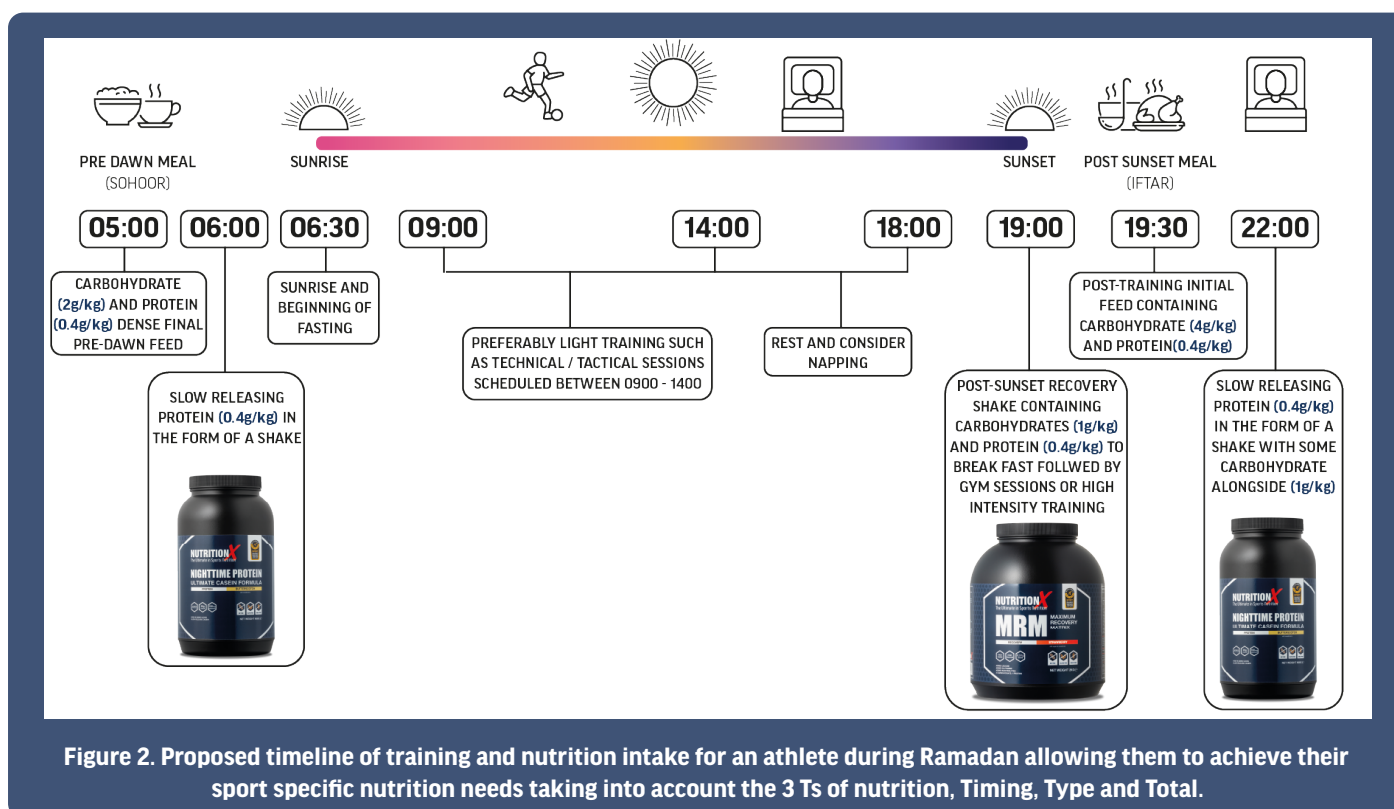 PRE DAWN MEAL
(SOHOOR)
SUNRISE
SUNSET
POST SUNSET MEAL
(IFTAR)
05:00
06:00
06:30
09:00
14:00
18:00
19:00
19:30
22:00
CARBOHYDRATE
(2g/kg) AND PROTEIN
(0.4g/kg) DENSE FINAL
PRE-DAWN FEED
SLOW RELEASING
PROTEIN (0.4g/kg) IN
THE FORM OF A SHAKE
NUTRITIONX
NIGHTTIME PROTEIN
ULTIMATE CASEIN FORMULA
SUNRISE AND
BEGINNING OF
FASTING
PREFERABLY LIGHT TRAINING SUCH
AS TECHNICAL / TACTICAL SESSIONS
SCHEDULED BETWEEN 0900 - 1400
REST AND CONSIDER
NAPPING
POST-SUNSET RECOVERY
SHAKE CONTAINING
CARBOHYDRATES (1g/kg)
AND PROTEIN (0.4g/kg) TO
BREAK FAST FOLLWED BY
GYM SESSIONS OR HIGH
INTENSITY TRAINING
NUTRITIONX
MRM
MAXIMUM
RECOVERY
POST-TRAINING INITIAL
FEED CONTAINING
CARBOHYDRATE (4g/kg)
AND PROTEIN(0.4g/kg)
SLOW RELEASING
PROTEIN (0.4g/kg)
IN THE FORM OF A
SHAKE WITH SOME
CARBOHYDRATE
ALONGSIDE (1g/kg)
NUTRITIONX
NIGHTTIME PROTEIN
ULTIMATE CASEIN FORMULA
Figure 2. Proposed timeline of training and nutrition intake for an athlete during Ramadan allowing them to achieve their
sport specific nutrition needs taking into account the 3 Ts of nutrition, Timing, Type and Total.